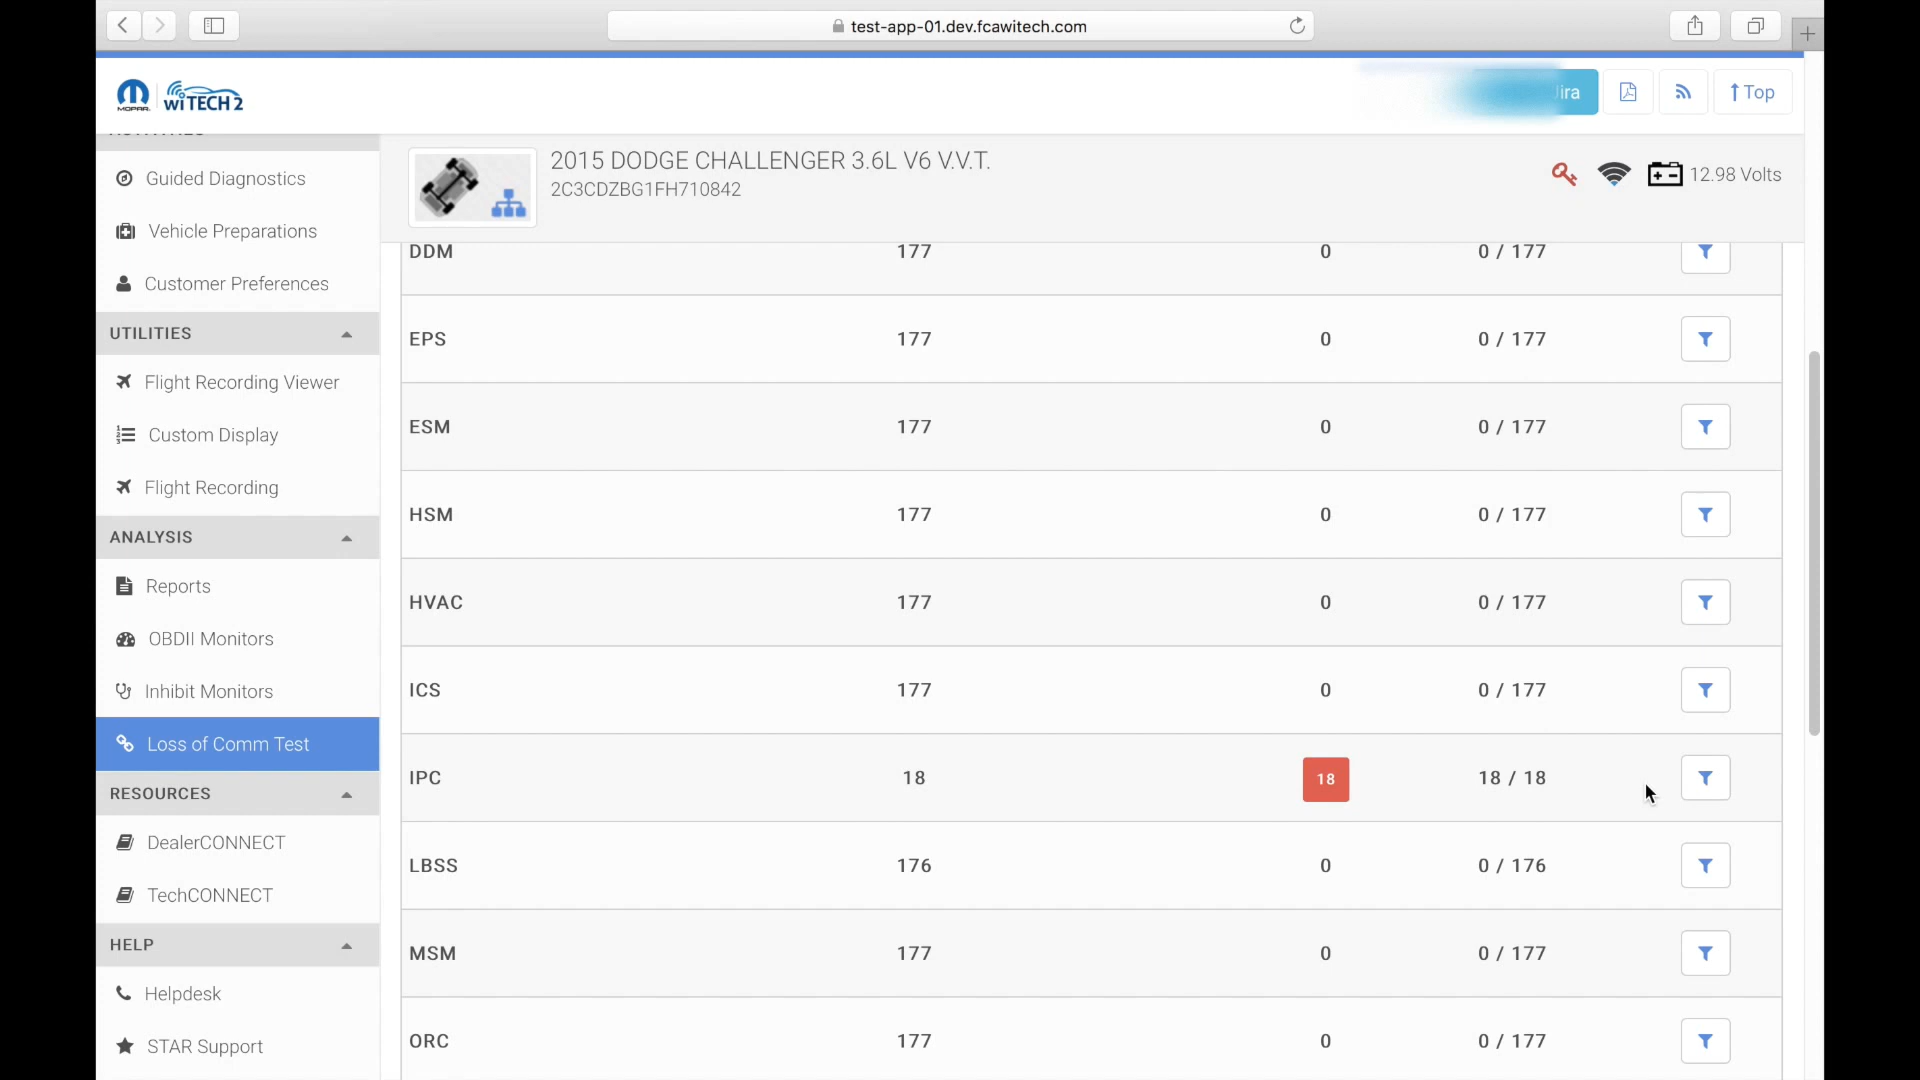 test-app-01.dev.fcawitech.com
MOPAR
wiTECH 2
Jira
Top
2015 DODGE CHALLENGER 3.6L V6 V.V.T.
2C3CDZBG1FH710842
12.98 Volts
Guided Diagnostics
Vehicle Preparations
Customer Preferences
UTILITIES
Flight Recording Viewer
Custom Display
Flight Recording
ANALYSIS
Reports
OBDII Monitors
Inhibit Monitors
Loss of Comm Test
RESOURCES
DealerCONNECT
TechCONNECT
HELP
Helpdesk
STAR Support
DDM 177 0 0 / 177
EPS 177 0 0 / 177
ESM 177 0 0 / 177
HSM 177 0 0 / 177
HVAC 177 0 0 / 177
ICS 177 0 0 / 177
IPC 18 18 18 / 18
LBSS 176 0 0 / 176
MSM 177 0 0 / 177
ORC 177 0 0 / 177